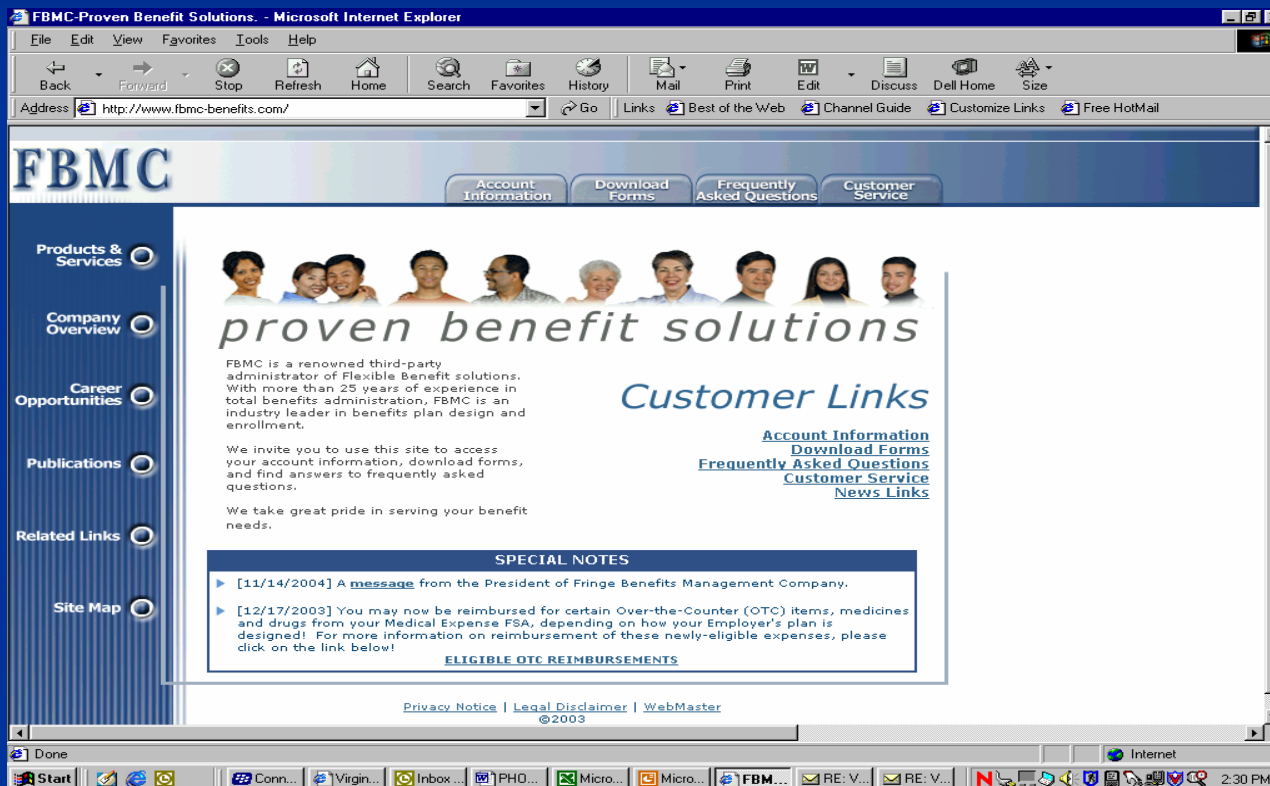 FBMC-Proven Benefit Solutions. - Microsoft Internet Explorer
File Edit View Favorites Tools Help
Back Forward Stop Refresh Home Search Favorites History Mail Print Edit Discuss Dell Home Size
Address http://www.fbmc-benefits.com/ Go Links Best of the Web Channel Guide Customize Links Free HotMail
FBMC
Account Information
Download Forms
Frequently Asked Questions
Customer Service
Products & Services
Company Overview
Career Opportunities
Publications
Related Links
Site Map
proven benefit solutions
FBMC is a renowned third-party
administrator of Flexible Benefit solutions.
With more than 25 years of experience in
total benefits administration, FBMC is an
industry leader in benefits plan design and
enrollment.
We invite you to use this site to access
your account information, download forms,
and find answers to frequently asked
questions.
We take great pride in serving your benefit
needs.
Customer Links
Account Information
Download Forms
Frequently Asked Questions
Customer Service
News Links
SPECIAL NOTES
[11/14/2004] A message from the President of Fringe Benefits Management Company.
[12/17/2003] You may now be reimbursed for certain Over-the-Counter (OTC) items, medicines
and drugs from your Medical Expense FSA, depending on how your Employer's plan is
designed! For more information on reimbursement of these newly-eligible expenses, please
click on the link below!
ELIGIBLE OTC REIMBURSEMENTS
Privacy Notice | Legal Disclaimer | WebMaster
©2003
Done Internet
Start Conn... Virgin... Inbox ... PHO... Micro... Micro... FBM... RE: V... RE: V... 2:30 PM